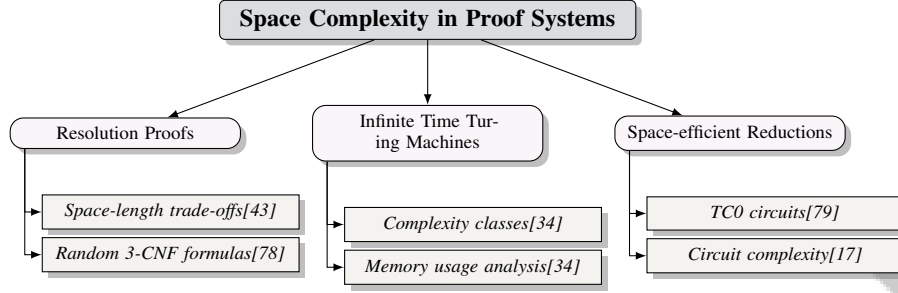 Space Complexity in Proof Systems
Resolution Proofs
Space-length trade-offs[43]
Random 3-CNF formulas[78]
Infinite Time Tur-
ing Machines
Complexity classes[34]
Memory usage analysis[34]
Space-efficient Reductions
TC0 circuits[79]
Circuit complexity[17]